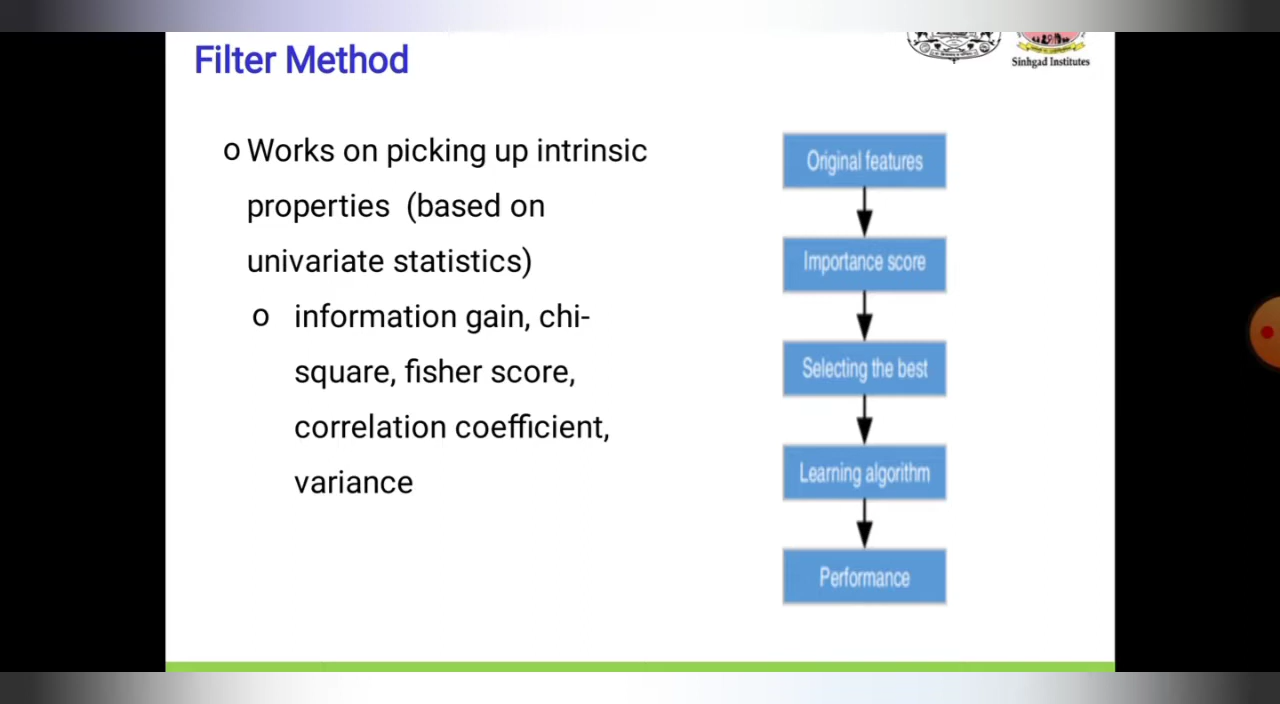 Filter Method
Sinhgad Institutes
o Works on picking up intrinsic
properties (based on
univariate statistics)
o information gain, chi-
square, fisher score,
correlation coefficient,
variance
Original features
Importance score
Selecting the best
Learning algorithm
Performance